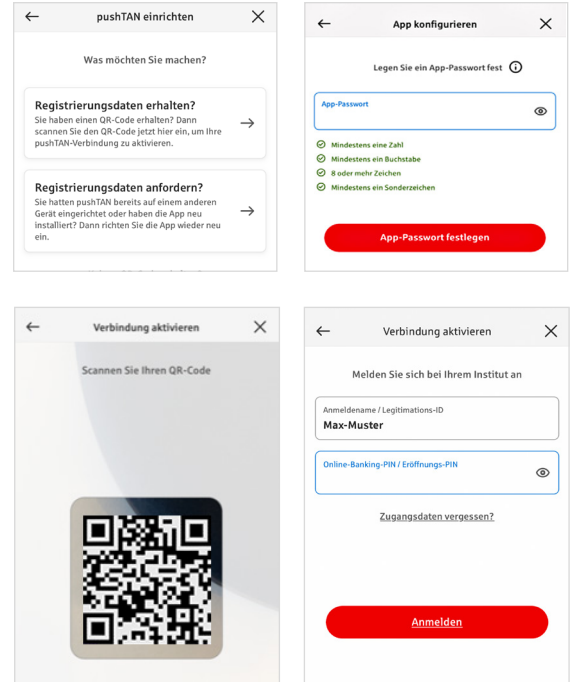 pushTAN einrichten
Was möchten Sie machen?
Registrierungsdaten erhalten?
Sie haben einen QR-Code erhalten? Dann
scannen Sie den QR-Code jetzt hier ein, um Ihre
pushTAN-Verbindung zu aktivieren.
Registrierungsdaten anfordern?
Sie hatten pushTAN bereits auf einem anderen
Gerät eingerichtet oder haben die App neu
installiert? Dann richten Sie die App wieder neu
ein.
App konfigurieren
Legen Sie ein App-Passwort fest
App-Passwort
Mindestens eine Zahl
Mindestens ein Buchstabe
8 oder mehr Zeichen
Mindestens ein Sonderzeichen
App-Passwort festlegen
Verbindung aktivieren
Scannen Sie Ihren QR-Code
Verbindung aktivieren
Melden Sie sich bei Ihrem Institut an
Anmeldename / Legitimations-ID
Max-Muster
Online-Banking-PIN / Eröffnungs-PIN
Zugangsdaten vergessen?
Anmelden